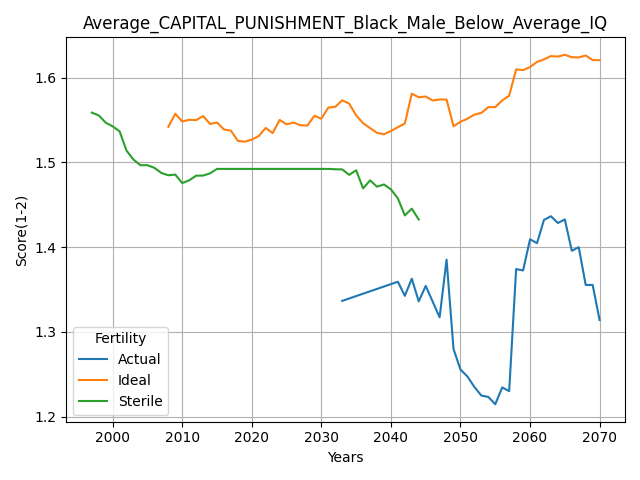 Average_CAPITAL_PUNISHMENT_Black_Male_Below_Average_IQ
Score(1-2)
1.6
1.5
1.4
1.3
1.2
Fertility
Actual
Ideal
Sterile
2000 2010 2020 2030 2040 2050 2060 2070
Years